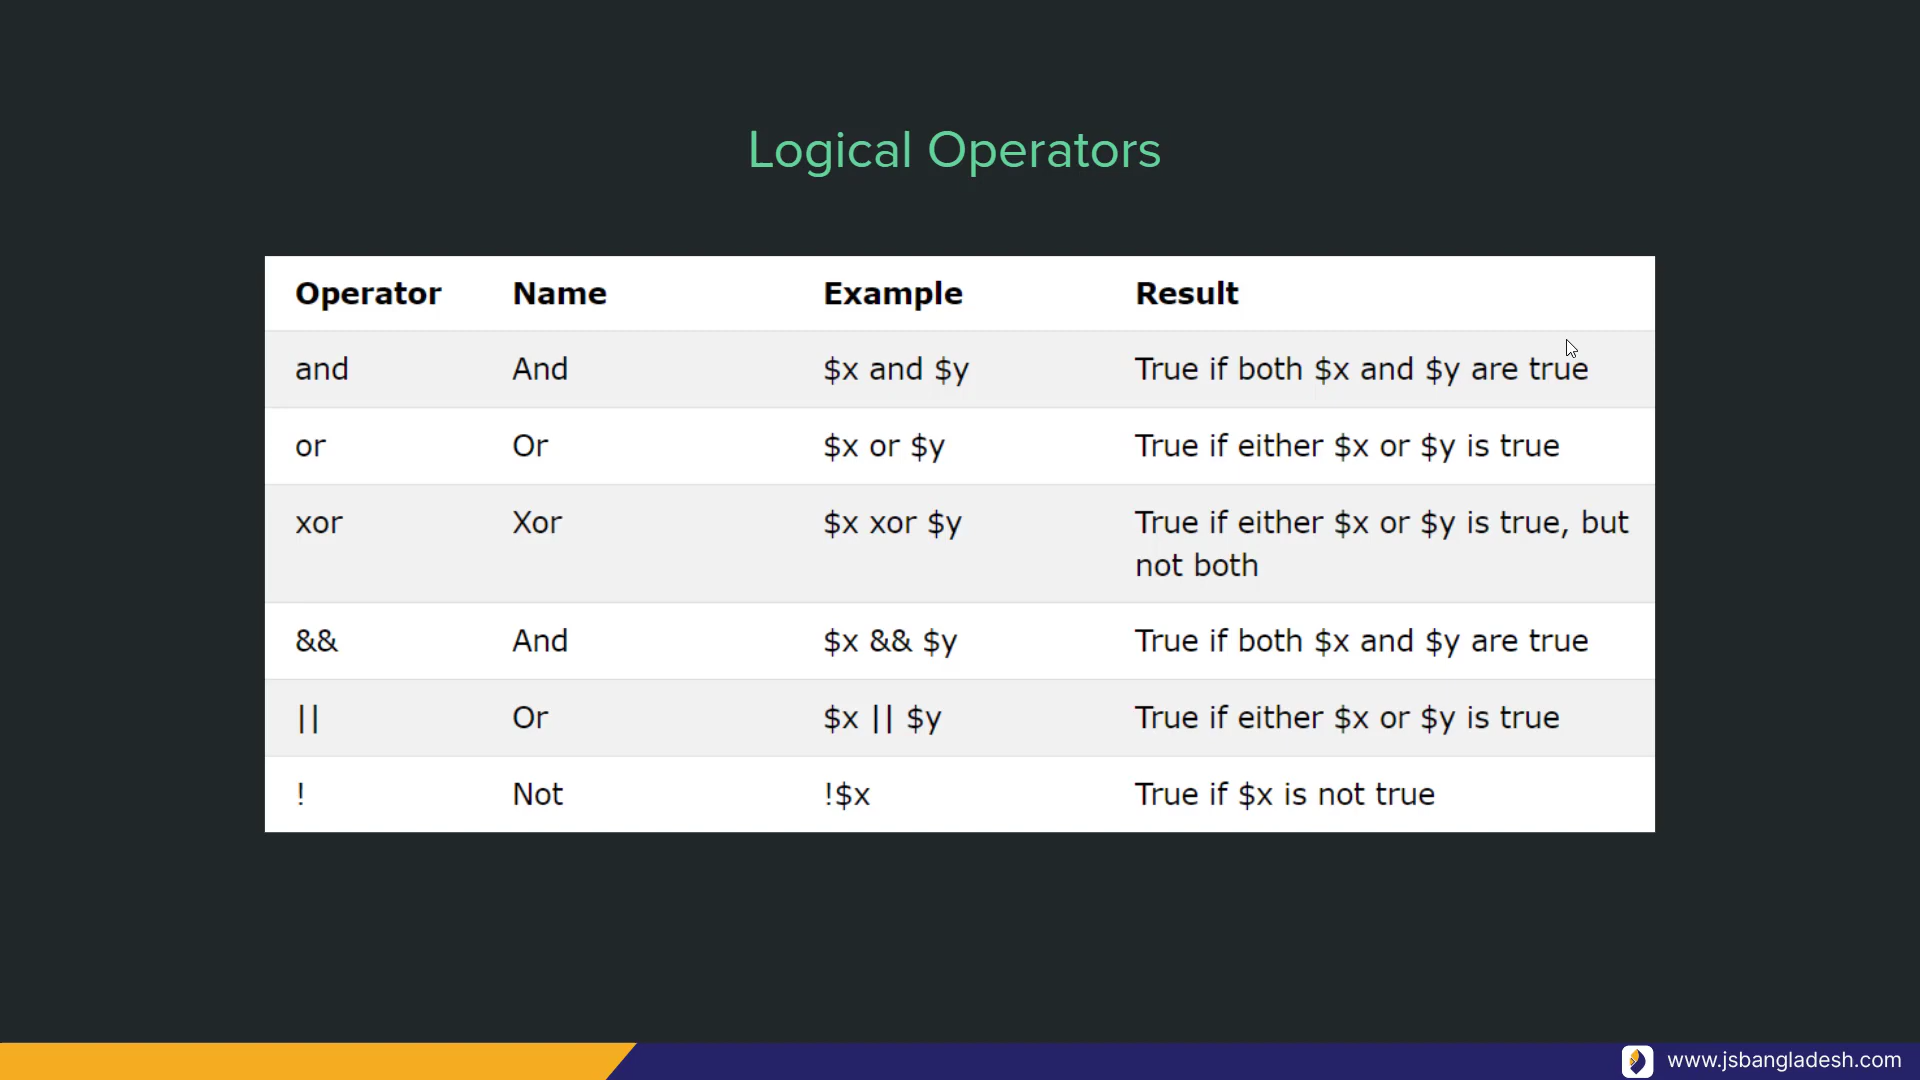 Logical Operators
Operator Name Example Result
and And $x and $y True if both $x and $y are true
or Or $x or $y True if either $x or $y is true
xor Xor $x xor $y True if either $x or $y is true, but
not both
&& And $x && $y True if both $x and $y are true
|| Or $x || $y True if either $x or $y is true
! Not !$x True if $x is not true
www.jsbangladesh.com